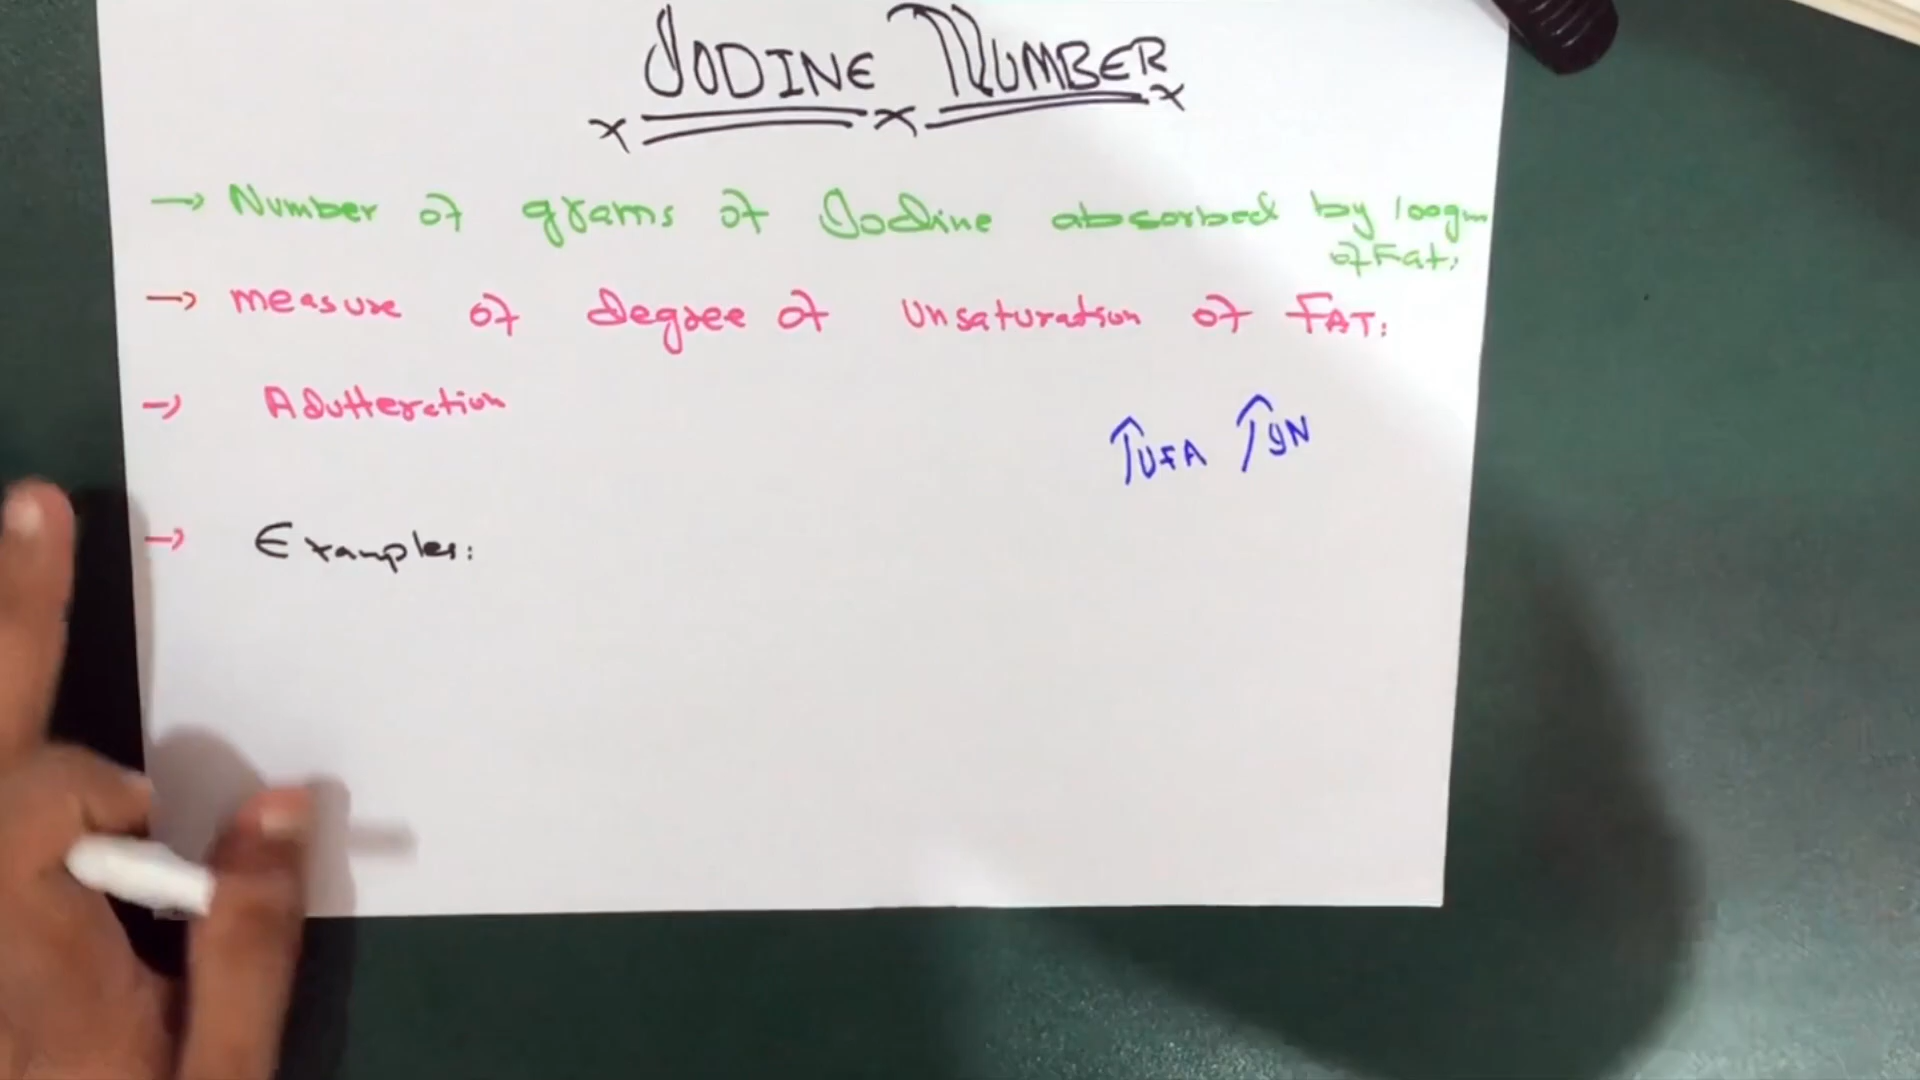 IODINE NUMBER
→ Number of grams of Iodine absorbed by 100gm
of Fat.
→ measure of degree of unsaturation of FAT.
→ Adulteration
↑UFA ↑IN
→ Examples: